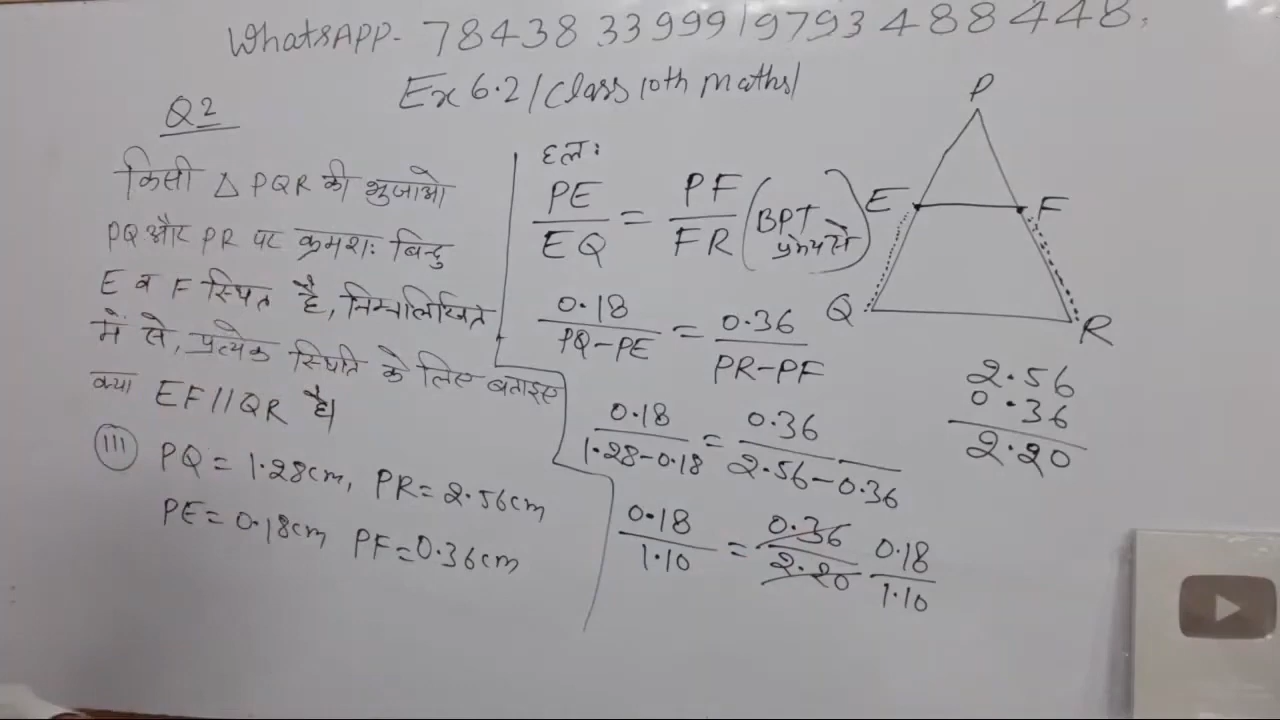 WhatsAPP- 7843833999/9793488448.
Ex 6.2/Class 10th maths/
Q2
किसी △ PQR की भुजाओ
PQ और PR पर क्रमशः बिन्दु
E व F स्थित है, निम्नलिखित
में से, प्रत्येक स्थिति के लिए बताइए
क्या EF//QR है।
(III) PQ = 1.28cm, PR= 2.56cm
PE= 0.18cm PF=0.36cm
हल:
PE/EQ = PF/FR (BPT प्रमेय से)
0.18/PQ-PE = 0.36/PR-PF
0.18/1.28-0.18 = 0.36/2.56-0.36
0.18/1.10 = 0.36/2.20 0.18/1.10
P
E F
Q R
2.56
0.36
2.20